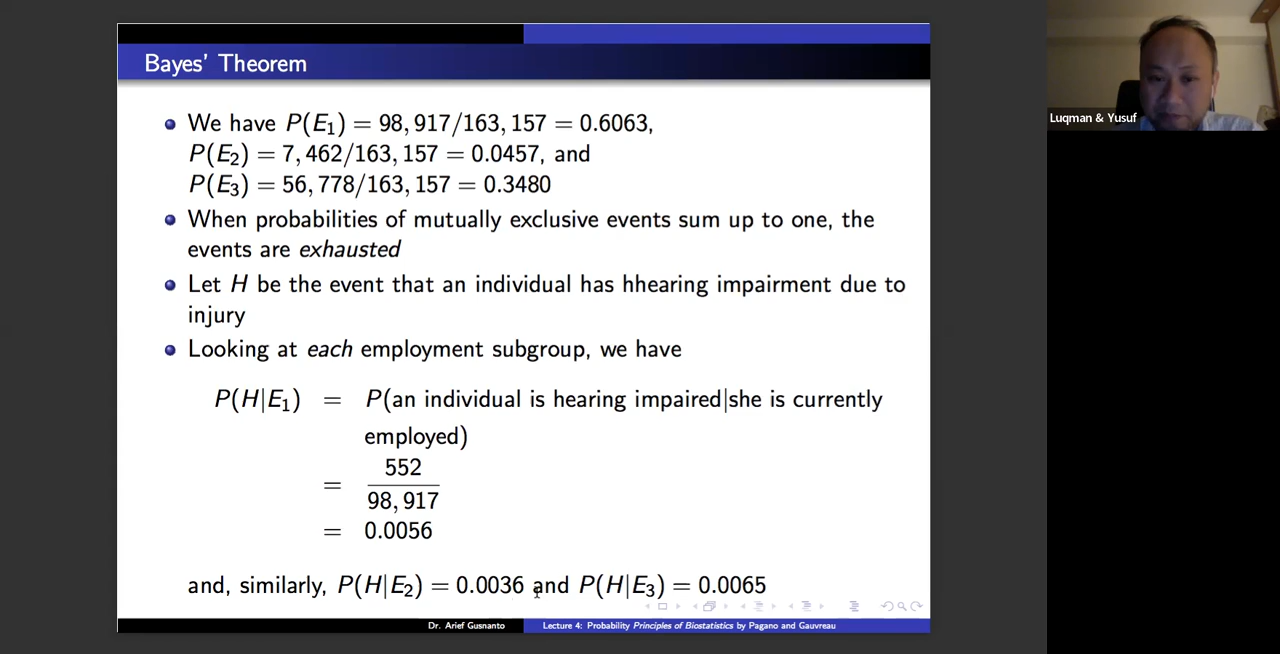 Bayes' Theorem
We have P(E₁) = 98, 917/163, 157 = 0.6063,
P(E₂) = 7, 462/163, 157 = 0.0457, and
P(E₃) = 56, 778/163, 157 = 0.3480
When probabilities of mutually exclusive events sum up to one, the
events are exhausted
Let H be the event that an individual has hhearing impairment due to
injury
Looking at each employment subgroup, we have
P(H|E₁) = P(an individual is hearing impaired|she is currently
employed)
= 552
98, 917
= 0.0056
and, similarly, P(H|E₂) = 0.0036 and P(H|E₃) = 0.0065
Dr. Arief Gusnanto Lecture 4: Probability Principles of Biostatistics by Pagano and Gauvreau
Luqman & Yusuf